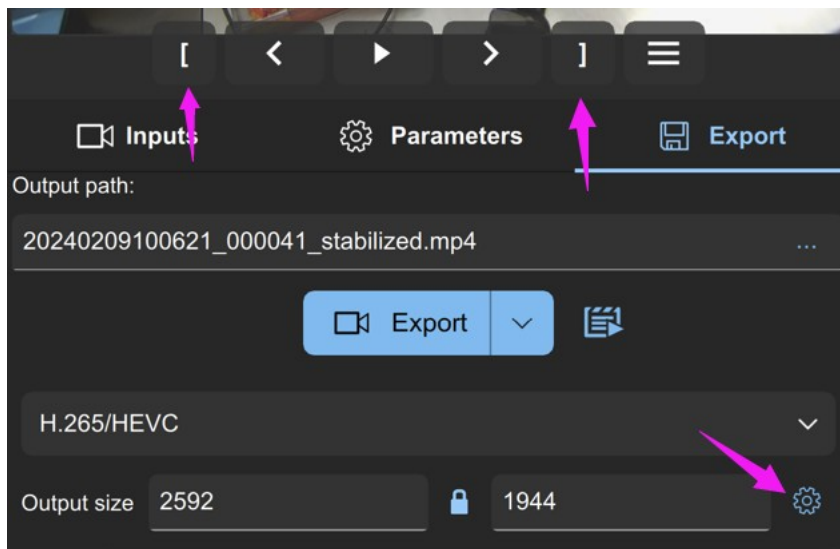 [ ]
Inputs Parameters Export
Output path:
20240209100621_000041_stabilized.mp4 ...
Export
H.265/HEVC
Output size 2592 1944